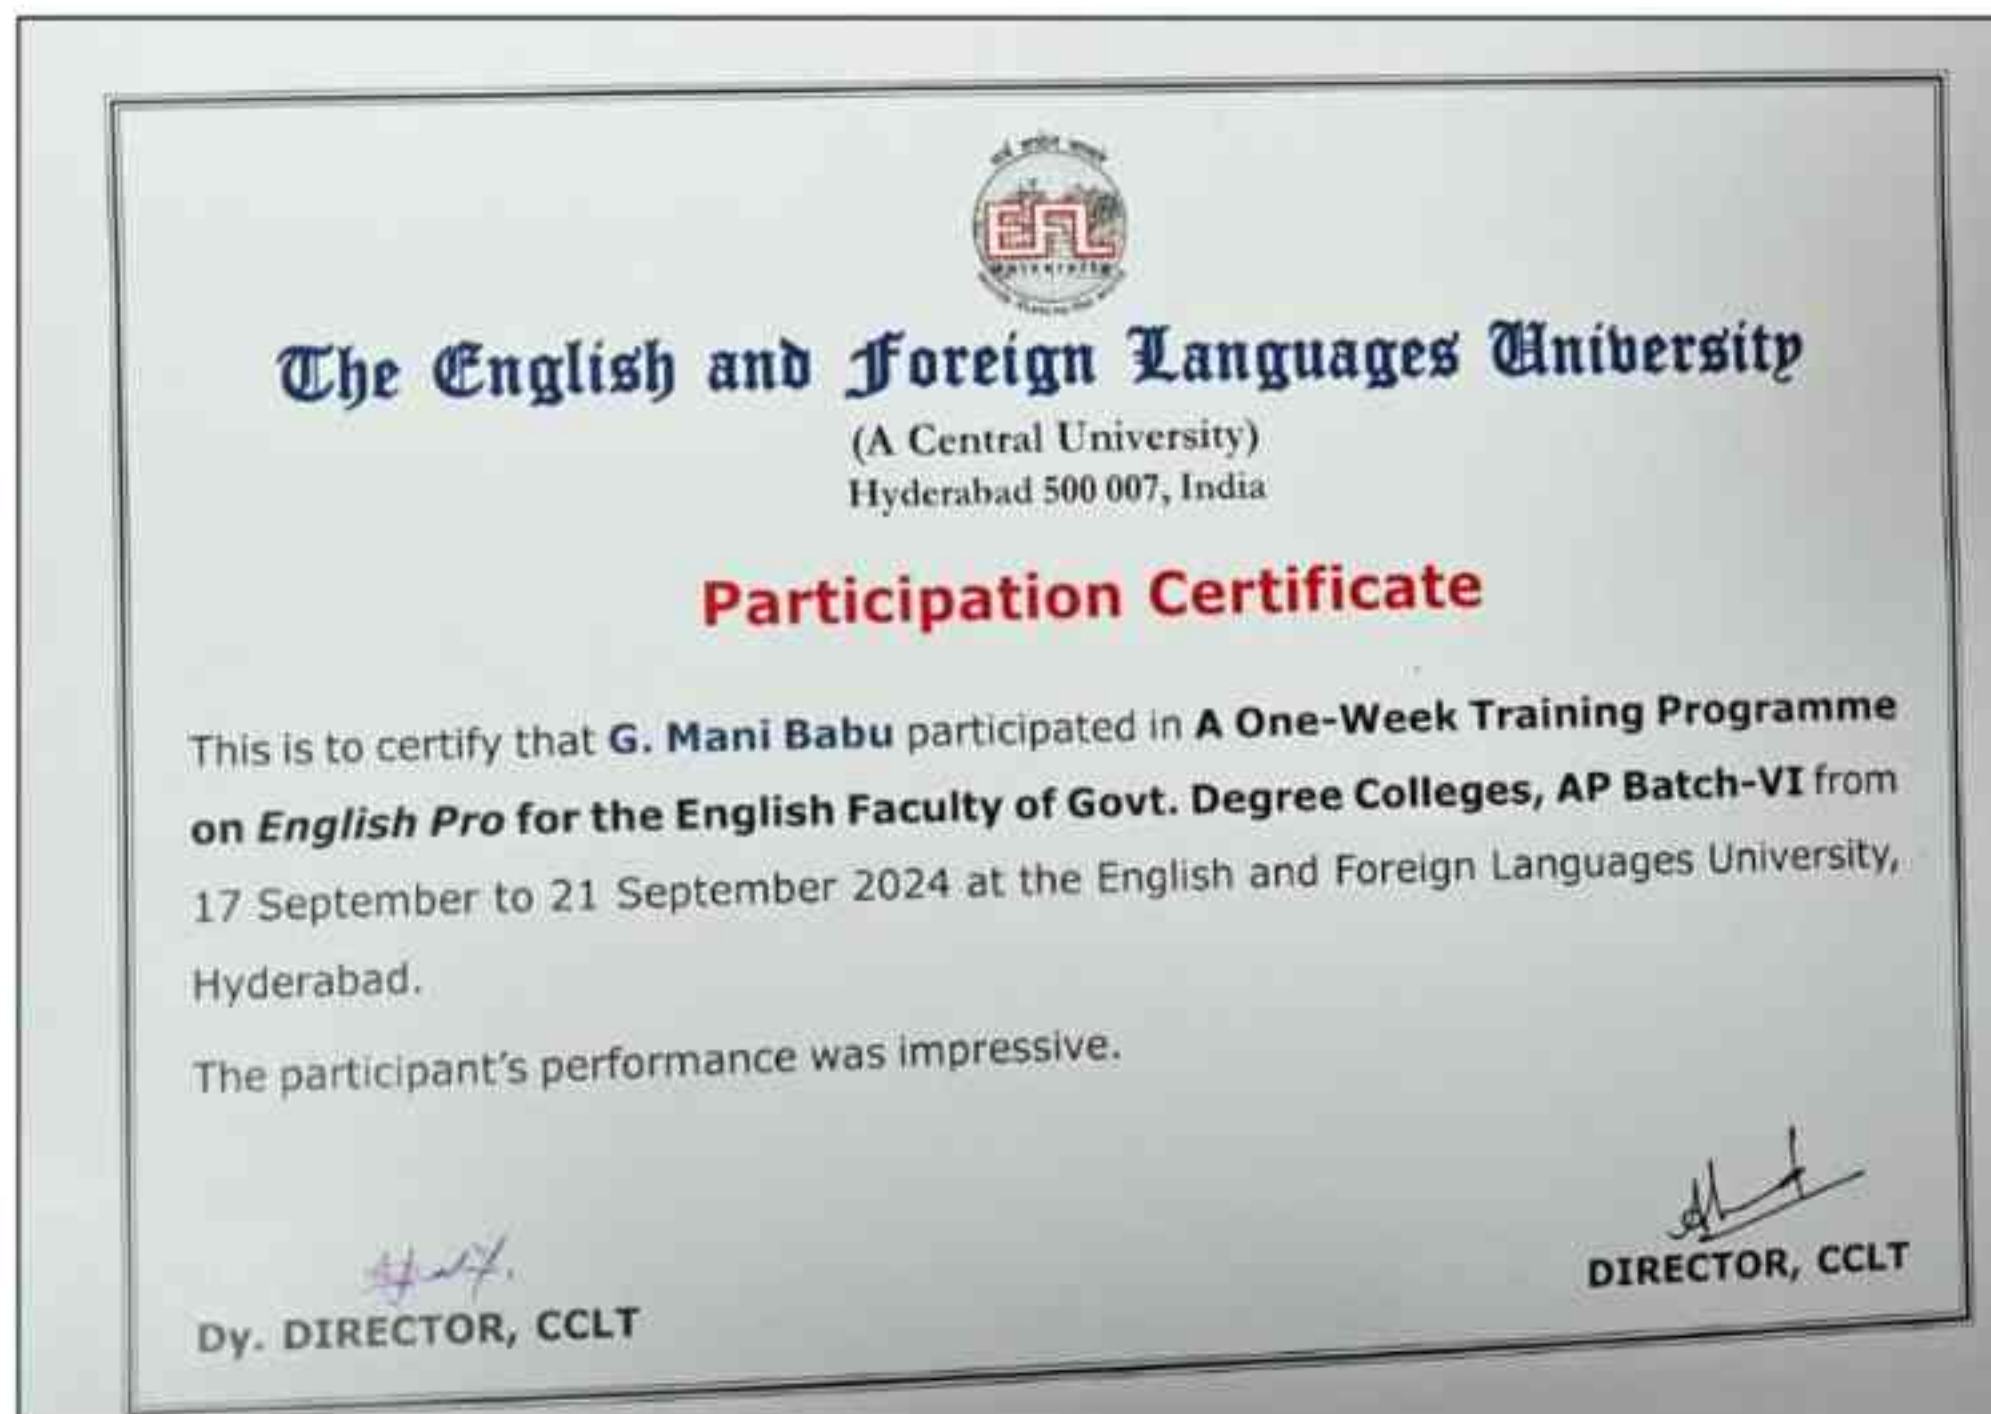 EFL
University
The English and Foreign Languages University
(A Central University)
Hyderabad 500 007, India
Participation Certificate
This is to certify that G. Mani Babu participated in A One-Week Training Programme
on English Pro for the English Faculty of Govt. Degree Colleges, AP Batch-VI from
17 September to 21 September 2024 at the English and Foreign Languages University,
Hyderabad.
The participant's performance was impressive.
DIRECTOR, CCLT
Dy. DIRECTOR, CCLT